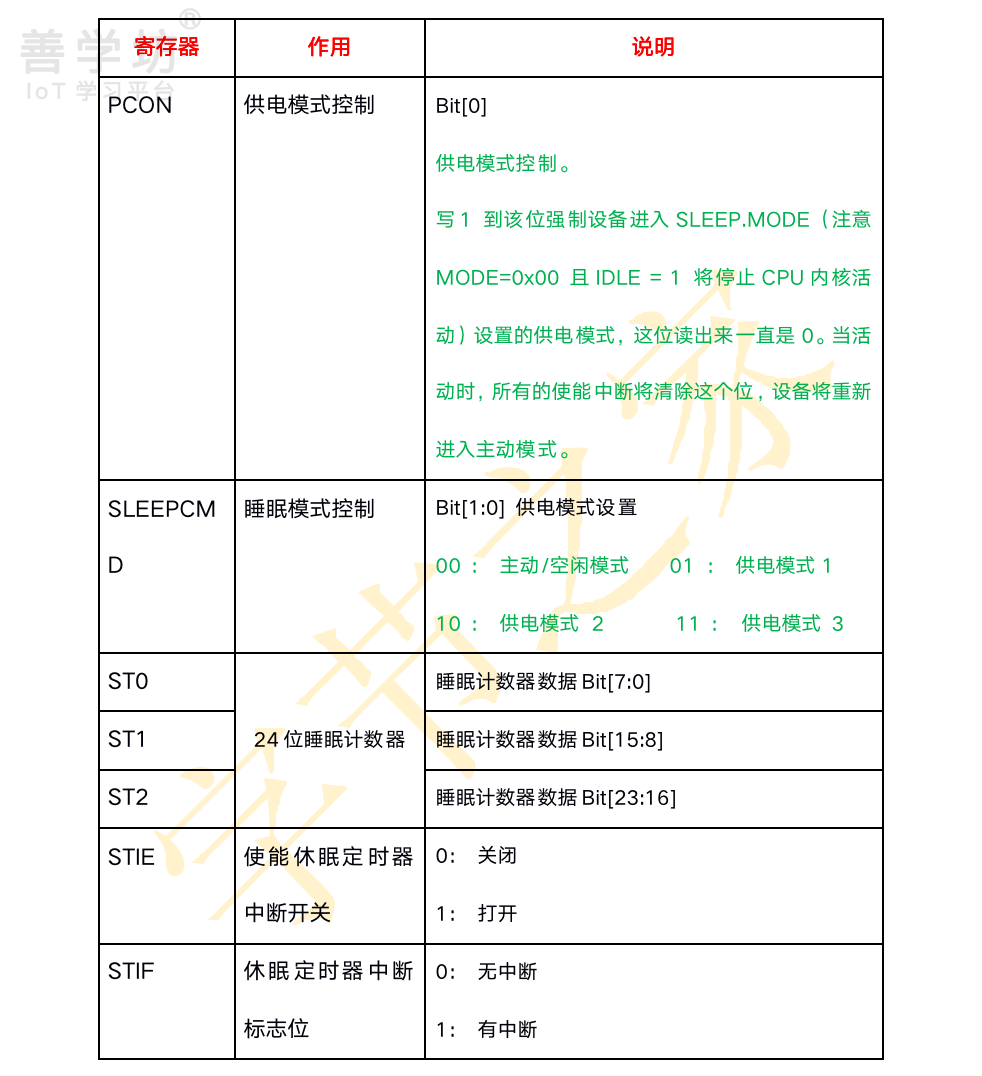 善学坊®
IoT 学习平台
寄存器 作用 说明
PCON 供电模式控制 Bit[0]
供电模式控制。
写 1 到该位强制设备进入 SLEEP.MODE（注意
MODE=0x00 且 IDLE = 1 将停止 CPU 内核活
动）设置的供电模式，这位读出来一直是 0。当活
动时，所有的使能中断将清除这个位，设备将重新
进入主动模式。
SLEEPCM 睡眠模式控制 Bit[1:0] 供电模式设置
D 00 ： 主动/空闲模式 01 ： 供电模式 1
10 ： 供电模式 2 11 ： 供电模式 3
ST0 睡眠计数器数据 Bit[7:0]
ST1 24 位睡眠计数器 睡眠计数器数据 Bit[15:8]
ST2 睡眠计数器数据 Bit[23:16]
STIE 使能休眠定时器 0： 关闭
中断开关 1： 打开
STIF 休眠定时器中断 0： 无中断
标志位 1： 有中断
字节之家